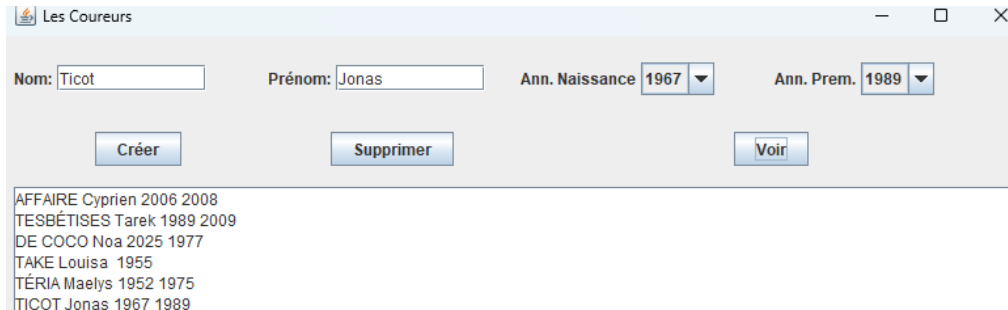 Les Coureurs
Nom: Ticot Prénom: Jonas Ann. Naissance 1967 Ann. Prem. 1989
Créer Supprimer Voir
AFFAIRE Cyprien 2006 2008
TESBÉTISES Tarek 1989 2009
DE COCO Noa 2025 1977
TAKE Louisa  1955
TÉRIA Maelys 1952 1975
TICOT Jonas 1967 1989